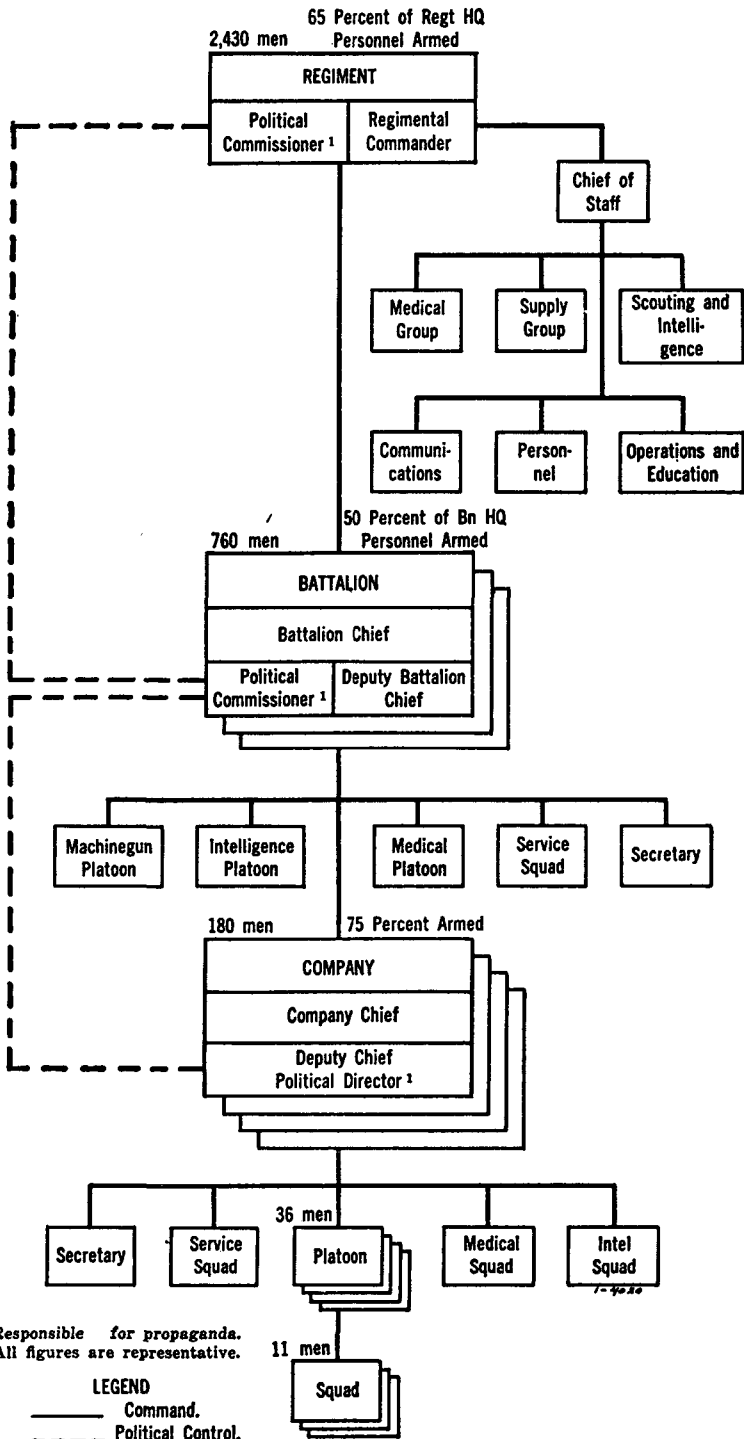 65 Percent of Regt HQ
2,430 men Personnel Armed
REGIMENT
Political
Commissioner ¹
Regimental
Commander
Chief of
Staff
Medical
Group
Supply
Group
Scouting and
Intelli-
gence
Communi-
cations
Person-
nel
Operations and
Education
50 Percent of Bn HQ
760 men Personnel Armed
BATTALION
Battalion Chief
Political
Commissioner ¹
Deputy Battalion
Chief
Machinegun
Platoon
Intelligence
Platoon
Medical
Platoon
Service
Squad
Secretary
180 men 75 Percent Armed
COMPANY
Company Chief
Deputy Chief
Political Director ¹
36 men
Secretary
Service
Squad
Platoon
Medical
Squad
Intel
Squad
Responsible for propaganda.
All figures are representative.
11 men
Squad
LEGEND
Command.
Political Control.